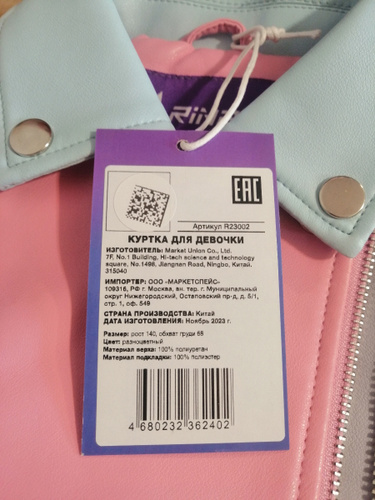 EAC
Артикул R23002
КУРТКА ДЛЯ ДЕВОЧКИ
ИЗГОТОВИТЕЛЬ: Market Union Co., Ltd.
7F, No.1 Building, Hi-tech science and technology
square, No.1498, Jiangnan Road, Ningbo, Китай.
315040
ИМПОРТЕР: ООО «МАРКЕТСПЕЙС»
109316, РФ г. Москва, вн. тер. г. Муниципальный
округ Нижегородский, Остаповский пр-д, д. 5/1,
стр. 1, оф. 549
СТРАНА ПРОИЗВОДСТВА: Китай
ДАТА ИЗГОТОВЛЕНИЯ: Ноябрь 2023 г.
Размер: рост 140, обхват груди 68
Цвет: разноцветный
Материал верха: 100% полиуретан
Материал подкладки: 100% полиэстер
4 680232 362402